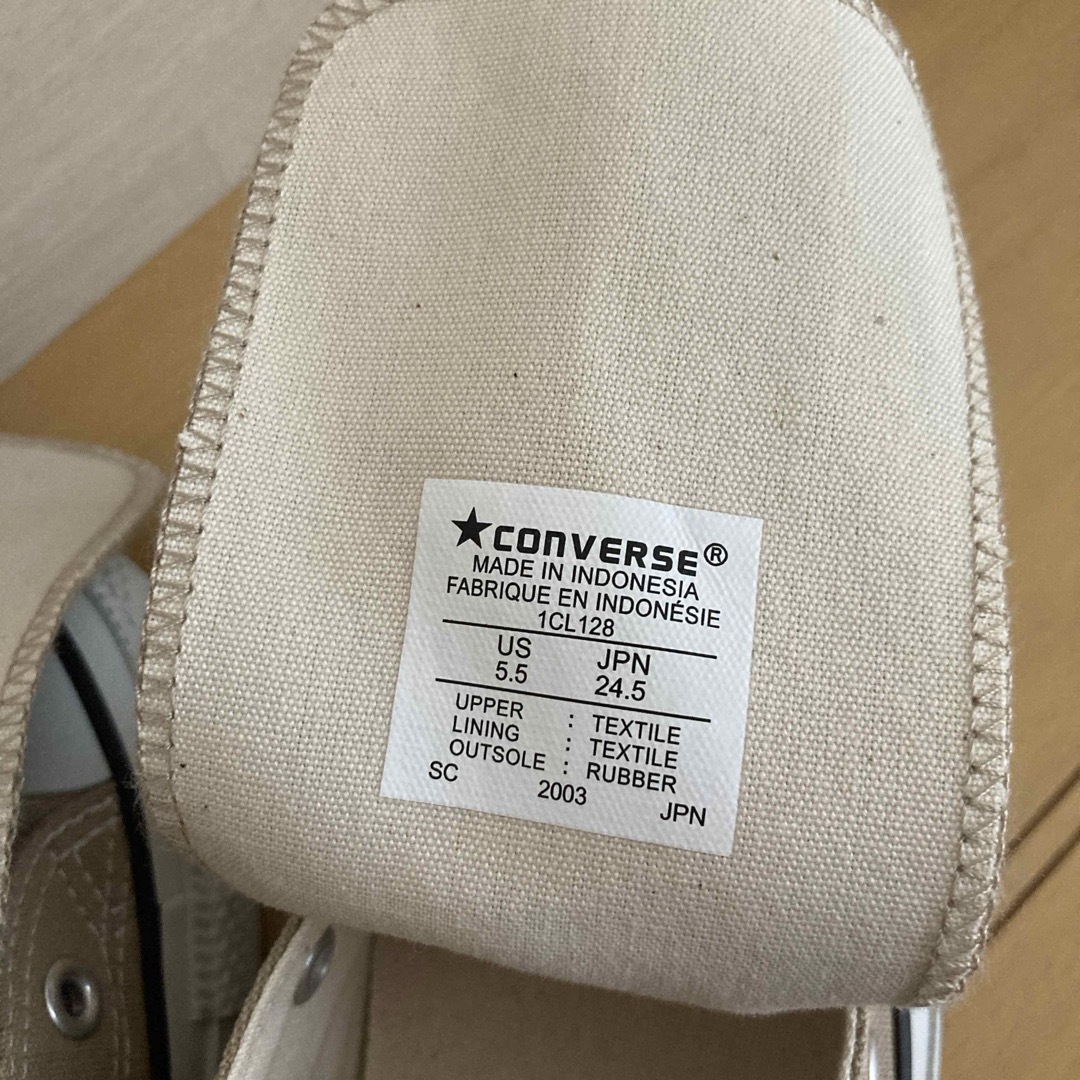 ★CONVERSE®
MADE IN INDONESIA
FABRIQUE EN INDONÉSIE
1CL128
US JPN
5.5 24.5
UPPER : TEXTILE
LINING : TEXTILE
OUTSOLE : RUBBER
SC 2003 JPN